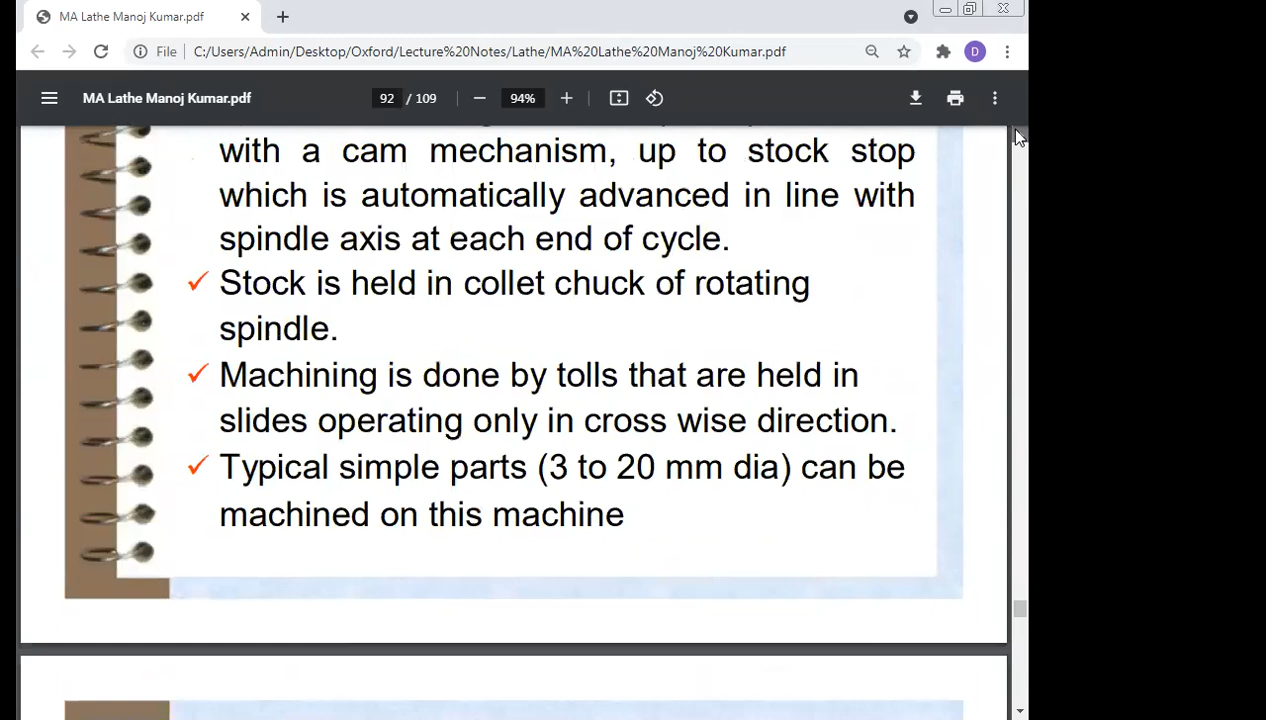 MA Lathe Manoj Kumar.pdf
File C:/Users/Admin/Desktop/Oxford/Lecture%20Notes/Lathe/MA%20Lathe%20Manoj%20Kumar.pdf
D
MA Lathe Manoj Kumar.pdf 92 / 109 94%
with a cam mechanism, up to stock stop
which is automatically advanced in line with
spindle axis at each end of cycle.
Stock is held in collet chuck of rotating
spindle.
Machining is done by tolls that are held in
slides operating only in cross wise direction.
Typical simple parts (3 to 20 mm dia) can be
machined on this machine